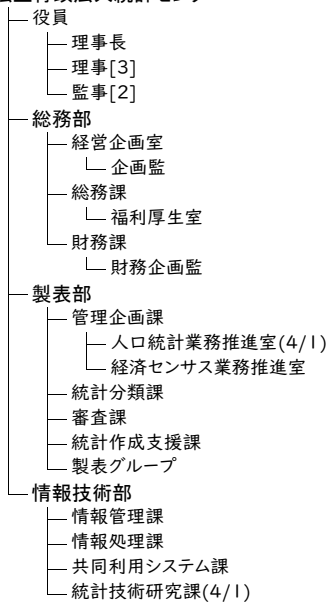 役員
理事長
理事[3]
監事[2]
総務部
経営企画室
企画監
総務課
福利厚生室
財務課
財務企画監
製表部
管理企画課
人口統計業務推進室(4/1)
経済センサス業務推進室
統計分類課
審査課
統計作成支援課
製表グループ
情報技術部
情報管理課
情報処理課
共同利用システム課
統計技術研究課(4/1)